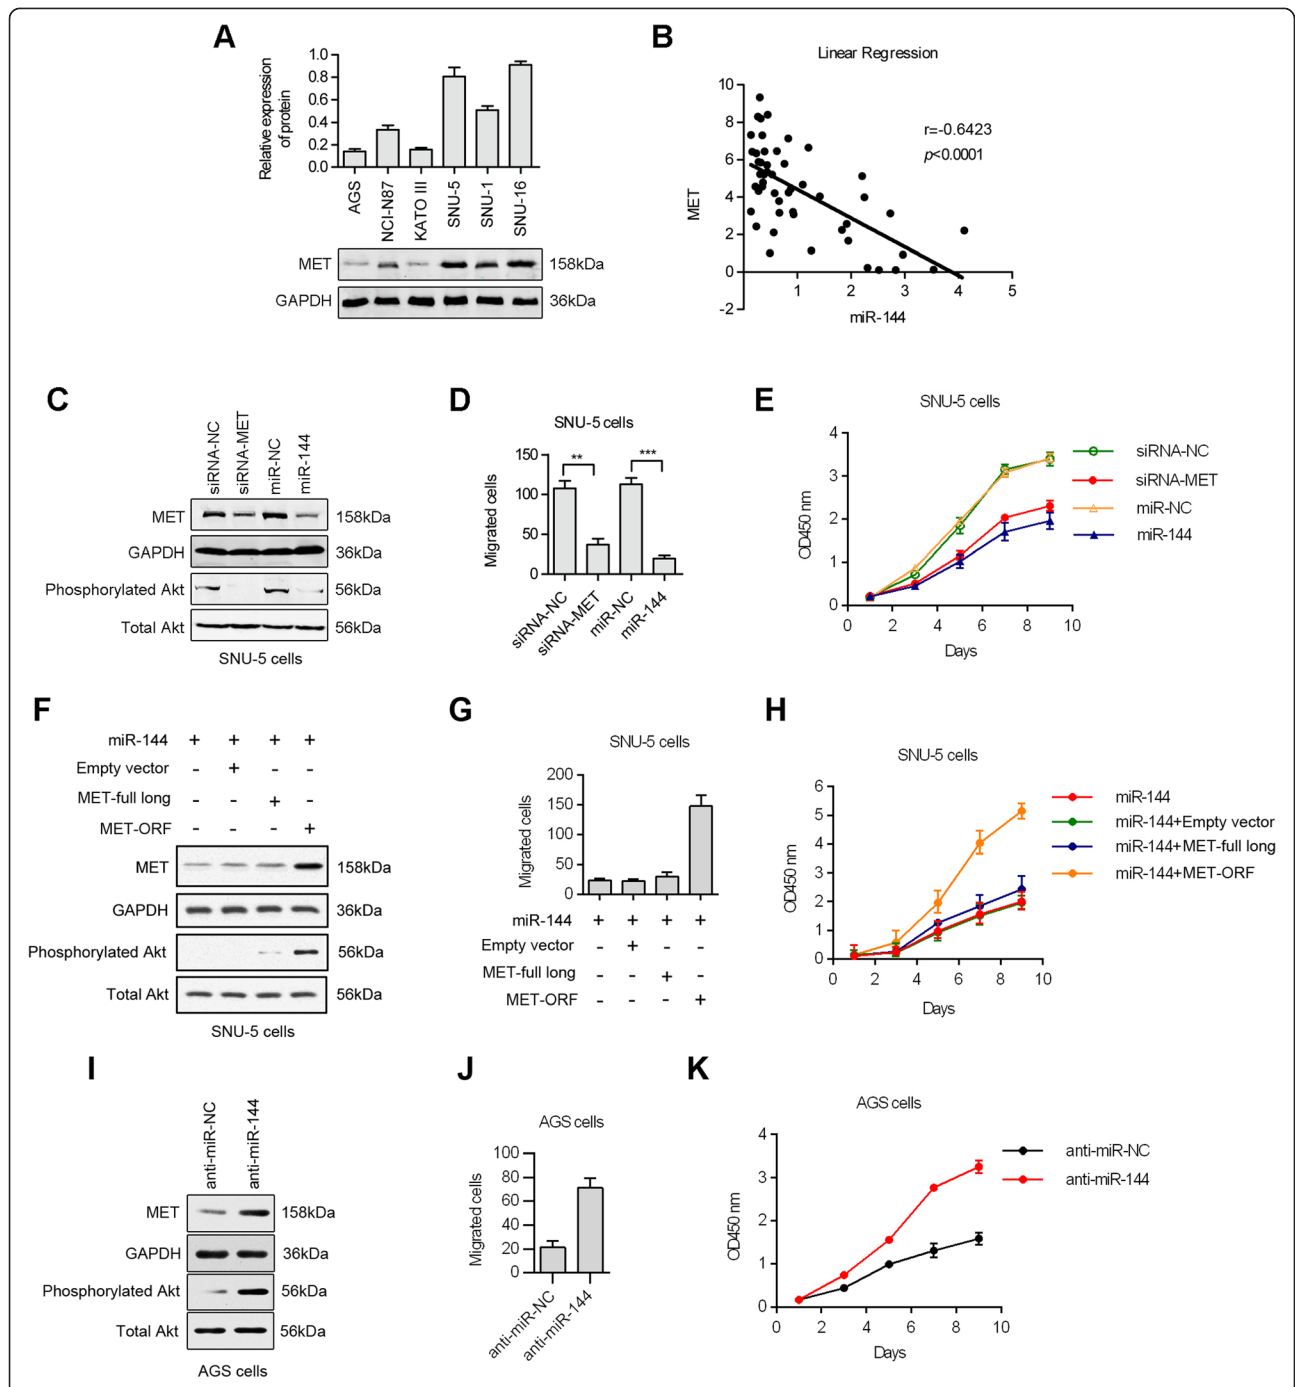 A
Relative expression
of protein
1.0
0.8
0.6
0.4
0.2
0.0
AGS
NCI-N87
KATO III
SNU-5
SNU-1
SNU-16
MET
158kDa
GAPDH
36kDa
B
Linear Regression
r=-0.6423
p<0.0001
MET
10
8
6
4
2
0
-2
1
2
3
4
5
miR-144
C
siRNA-NC
siRNA-MET
miR-NC
miR-144
MET
158kDa
GAPDH
36kDa
Phosphorylated Akt
56kDa
Total Akt
56kDa
SNU-5 cells
D
SNU-5 cells
Migrated cells
150
100
50
0
**
***
siRNA-NC
siRNA-MET
miR-NC
miR-144
E
SNU-5 cells
OD450 nm
4
3
2
1
0
0 2 4 6 8 10
Days
siRNA-NC
siRNA-MET
miR-NC
miR-144
F
miR-144 + + + +
Empty vector - + - -
MET-full long - - + -
MET-ORF - - - +
MET
158kDa
GAPDH
36kDa
Phosphorylated Akt
56kDa
Total Akt
56kDa
SNU-5 cells
G
SNU-5 cells
Migrated cells
200
150
100
50
0
miR-144 + + + +
Empty vector - + - -
MET-full long - - + -
MET-ORF - - - +
H
SNU-5 cells
OD450 nm
6
5
4
3
2
1
0
0 2 4 6 8 10
Days
miR-144
miR-144+Empty vector
miR-144+MET-full long
miR-144+MET-ORF
I
anti-miR-NC
anti-miR-144
MET
158kDa
GAPDH
36kDa
Phosphorylated Akt
56kDa
Total Akt
56kDa
AGS cells
J
AGS cells
Migrated cells
100
80
60
40
20
0
anti-miR-NC
anti-miR-144
K
AGS cells
OD450 nm
4
3
2
1
0
0 2 4 6 8 10
Days
anti-miR-NC
anti-miR-144